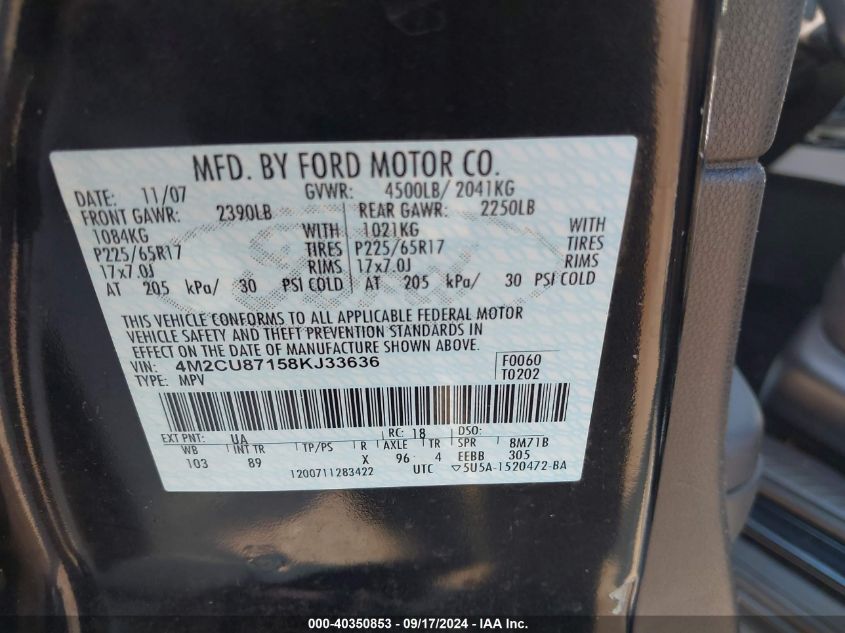 MFD. BY FORD MOTOR CO.
DATE: 11/07 GVWR: 4500LB/ 2041KG
FRONT GAWR: 2390LB REAR GAWR: 2250LB
1084KG WITH 1021KG WITH
P225/65R17 TIRES P225/65R17 TIRES
17x7.0J RIMS 17x7.0J RIMS
AT 205 kPa/ 30 PSI COLD AT 205 kPa/ 30 PSI COLD
THIS VEHICLE CONFORMS TO ALL APPLICABLE FEDERAL MOTOR
VEHICLE SAFETY AND THEFT PREVENTION STANDARDS IN
EFFECT ON THE DATE OF MANUFACTURE SHOWN ABOVE.
VIN: 4M2CU87158KJ33636 F0060
TYPE: MPV T0202
EXT PNT: UA RC: 18 DSO:
WB INT TR TP/PS R AXLE TR SPR 8M71B
103 89 X 96 4 EEBB 305
1200711283422 UTC ▽5U5A-1520472-BA
000-40350853 - 09/17/2024 - IAA Inc.